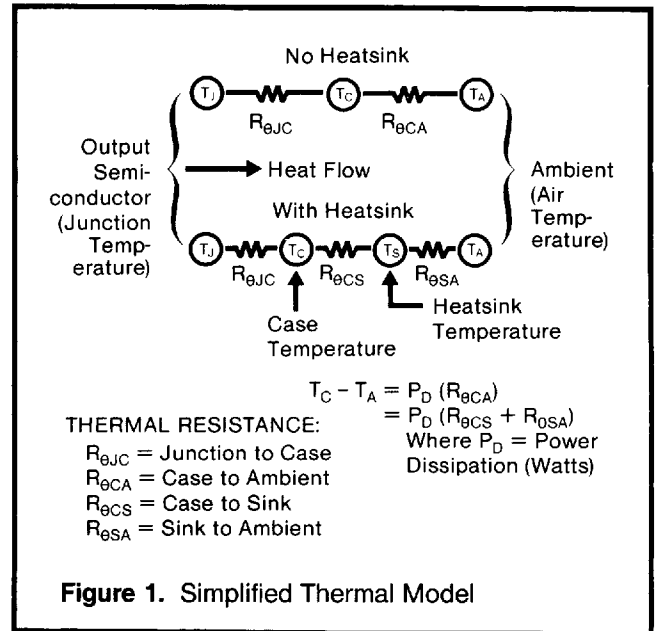 No Heatsink
TJ TC TA
RθJC RθCA
Output
Semi-
conductor
(Junction
Temp-
erature)
Heat Flow
Ambient
(Air
Temp-
erature)
With Heatsink
TJ TC TS TA
RθJC RθCS RθSA
Case
Temperature
Heatsink
Temperature
TC – TA = PD (RθCA)
= PD (RθCS + R0SA)
Where PD = Power
Dissipation (Watts)
THERMAL RESISTANCE:
RθJC = Junction to Case
RθCA = Case to Ambient
RθCS = Case to Sink
RθSA = Sink to Ambient
Figure 1. Simplified Thermal Model